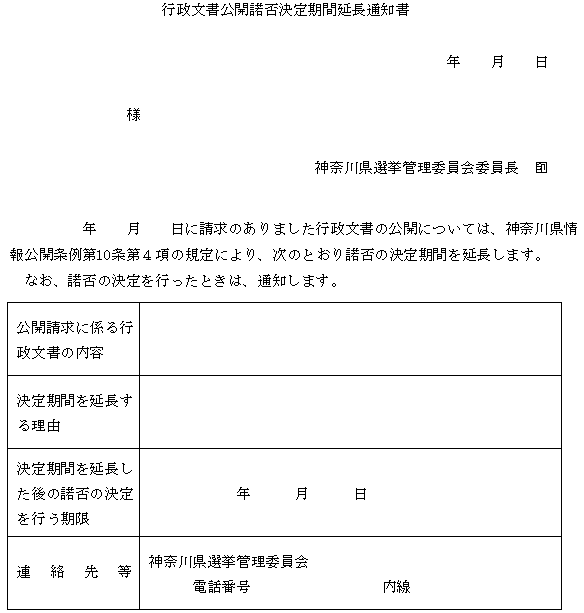 行政文書公開諾否決定期間延長通知書
年　　月　　日
様
神奈川県選挙管理委員会委員長　印
年　　月　　日に請求のありました行政文書の公開については、神奈川県情
報公開条例第10条第４項の規定により、次のとおり諾否の決定期間を延長します。
なお、諾否の決定を行ったときは、通知します。
公開請求に係る行
政文書の内容
決定期間を延長す
る理由
決定期間を延長し
た後の諾否の決定
を行う期限
年　　　月　　　日
連　絡　先　等
神奈川県選挙管理委員会
電話番号　　　　　　　　　内線